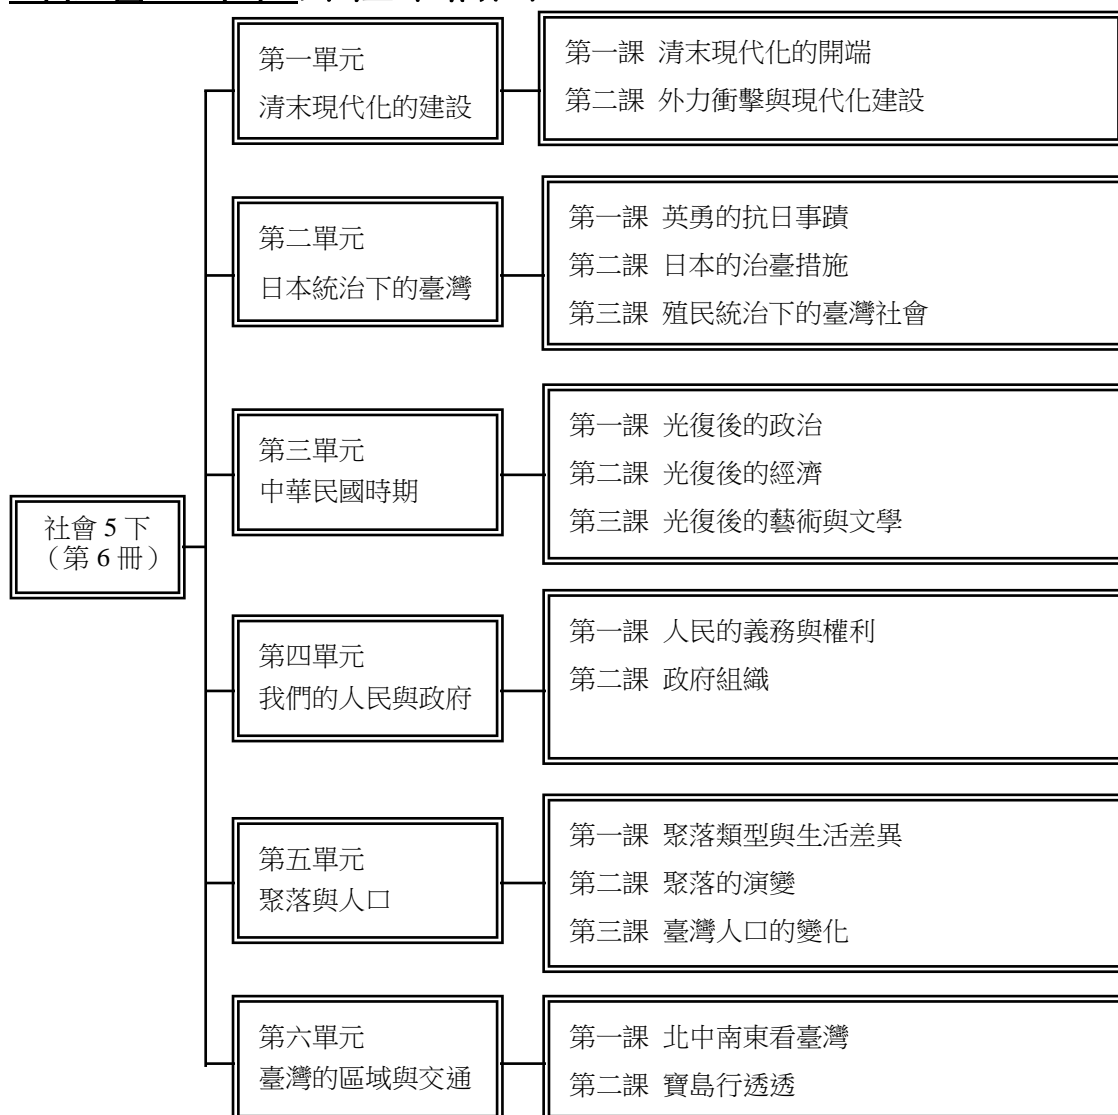 第一單元
清末現代化的建設
第一課 清末現代化的開端
第二課 外力衝擊與現代化建設
第二單元
日本統治下的臺灣
第一課 英勇的抗日事蹟
第二課 日本的治臺措施
第三課 殖民統治下的臺灣社會
第三單元
中華民國時期
第一課 光復後的政治
第二課 光復後的經濟
第三課 光復後的藝術與文學
社會 5 下
（第 6 冊）
第四單元
我們的人民與政府
第一課 人民的義務與權利
第二課 政府組織
第五單元
聚落與人口
第一課 聚落類型與生活差異
第二課 聚落的演變
第三課 臺灣人口的變化
第六單元
臺灣的區域與交通
第一課 北中南東看臺灣
第二課 寶島行透透